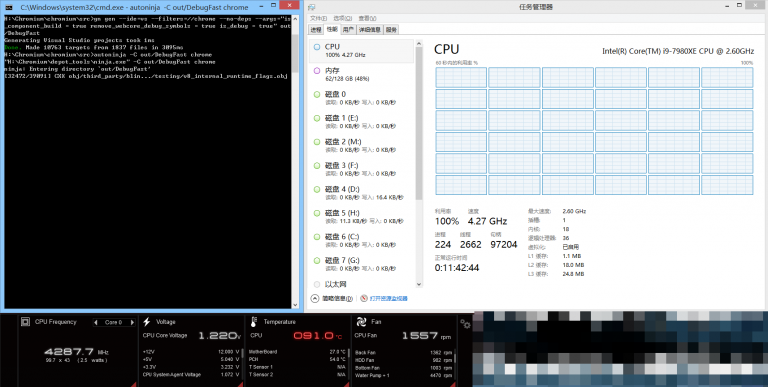 C:\Windows\system32\cmd.exe - autoninja -C out/DebugFast chrome
H:\Chromium\chromium\src>gn gen --ide=vs --filters=//chrome --no-deps --args="is
_component_build = true remove_webcore_debug_symbols = true is_debug = true" out
/DebugFast
Generating Visual Studio projects took 1ms
Done. Made 10763 targets from 1837 files in 3095ms
H:\Chromium\chromium\src>autoninja -C out/DebugFast chrome
"H:\Chromium\depot_tools\ninja.exe" -C out/DebugFast chrome
ninja: Entering directory `out/DebugFast'
[32472/39091] CXX obj/third_party/blin.../testing/v8_internal_runtime_flags.obj
任务管理器
文件(F) 选项(O) 查看(V)
进程 性能 用户 详细信息 服务
CPU
100% 4.27 GHz
内存
62/128 GB (48%)
磁盘 0
读取: 0 KB/秒 写入: 0 KB/秒
磁盘 1 (E:)
读取: 0 KB/秒 写入: 0 KB/秒
磁盘 2 (M:)
读取: 0 KB/秒 写入: 0 KB/秒
磁盘 3 (F:)
读取: 0 KB/秒 写入: 0 KB/秒
磁盘 4 (D:)
读取: 0 KB/秒 写入: 16.4 KB/秒
磁盘 5 (H:)
读取: 11.2 KB/秒 写入: 0 KB/秒
磁盘 6 (C:)
读取: 0 KB/秒 写入: 0 KB/秒
磁盘 7 (G:)
读取: 0 KB/秒 写入: 0 KB/秒
以太网
简略信息(D) 打开资源监视器
CPU Intel(R) Core(TM) i9-7980XE CPU @ 2.60GHz
60 秒内的利用率 % 100%
利用率 速度
100% 4.27 GHz
进程 线程 句柄
224 2662 97204
正常运行时间
0:11:42:44
最大速度: 2.60 GHz
插槽: 1
内核: 18
逻辑处理器: 36
虚拟化: 已启用
L1 缓存: 1.1 MB
L2 缓存: 18.0 MB
L3 缓存: 24.8 MB
CPU Frequency Core 0
4287.7 MHz
99.7 x 43 (25 watts)
Voltage
CPU Core Voltage 1.220 V
+12V 12.000 V
+5V 5.040 V
+3.3V 3.232 V
CPU System Agent Voltage 1.072 V
Temperature
CPU 091.0 °C
MotherBoard 27.0 °C
PCH 54.0 °C
T Sensor 1 N/A
T Sensor 2 N/A
Fan
CPU Fan 1557 rpm
Back Fan 1362 rpm
HDD Fan 982 rpm
Bottom Fan 1003 rpm
Water Pump + 1 4470 rpm